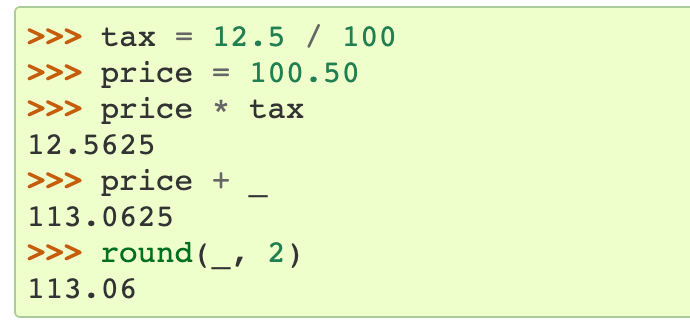 >>> tax = 12.5 / 100
>>> price = 100.50
>>> price * tax
12.5625
>>> price + _
113.0625
>>> round(_, 2)
113.06